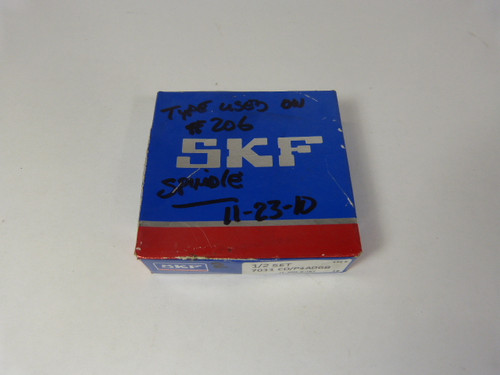 TYPE USED ON
#206
SKF
SPINDLE
11-23-10
SKF
1/2 SET